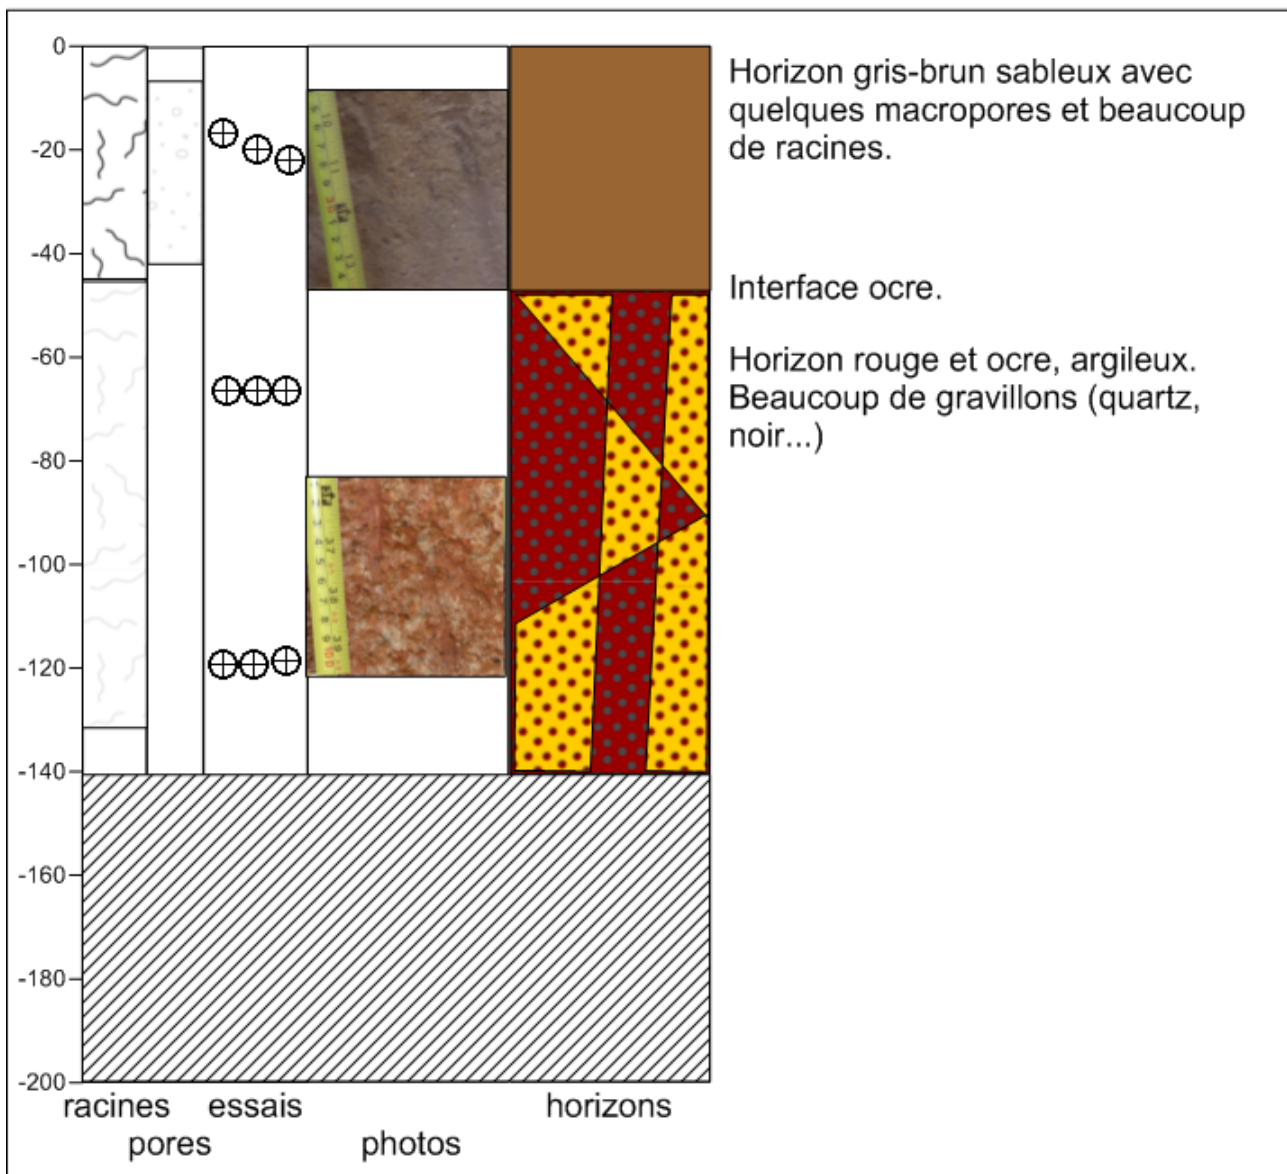 0
-20
-40
-60
-80
-100
-120
-140
-160
-180
-200
Horizon gris-brun sableux avec
quelques macropores et beaucoup
de racines.
Interface ocre.
Horizon rouge et ocre, argileux.
Beaucoup de gravillons (quartz,
noir...)
racines essais horizons
pores photos